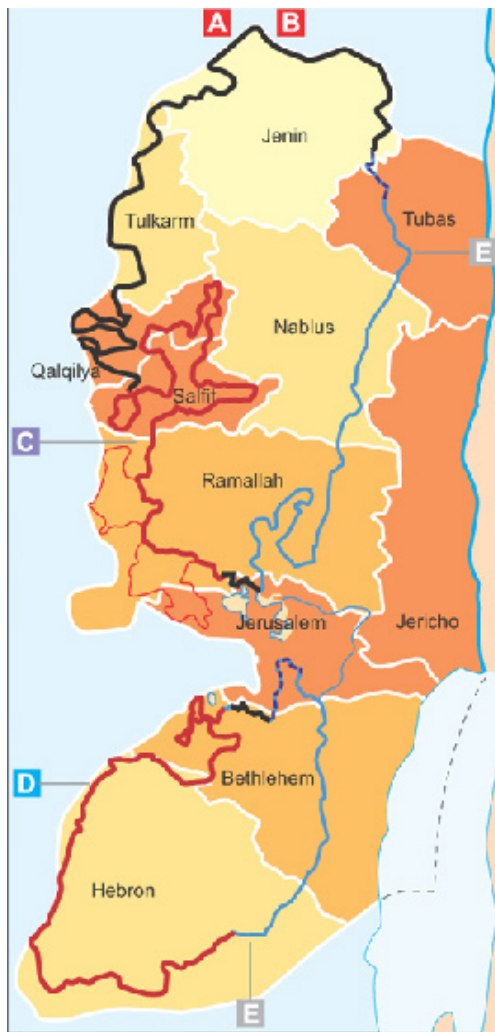 A B
Jenin
Tulkarm
Tubas
E
Nablus
Qalqilya
Salfit
C
Ramallah
Jerusalem
Jericho
D
Bethlehem
Hebron
E